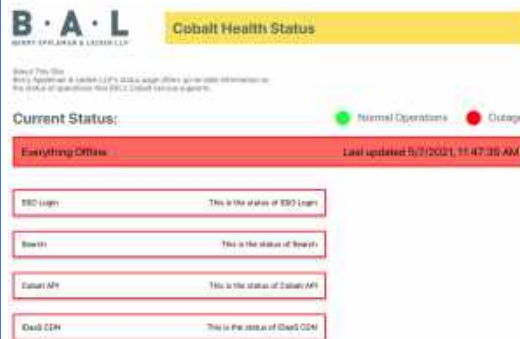 B·A·L
BERRY APPLEMAN & LEIDEN LLP
Cobalt Health Status
About This Site
Berry Appleman & Leiden LLP's status page offers up-to-date information on
the status of operations that BAL's Cobalt service supports.
Current Status:
Normal Operations
Outage
Everything Offline
Last updated 5/7/2021, 11:47:35 AM
SSO Login
This is the status of SSO Login
Search
This is the status of Search
Cobalt API
This is the status of Cobalt API
IDaaS CDN
This is the status of IDaaS CDN